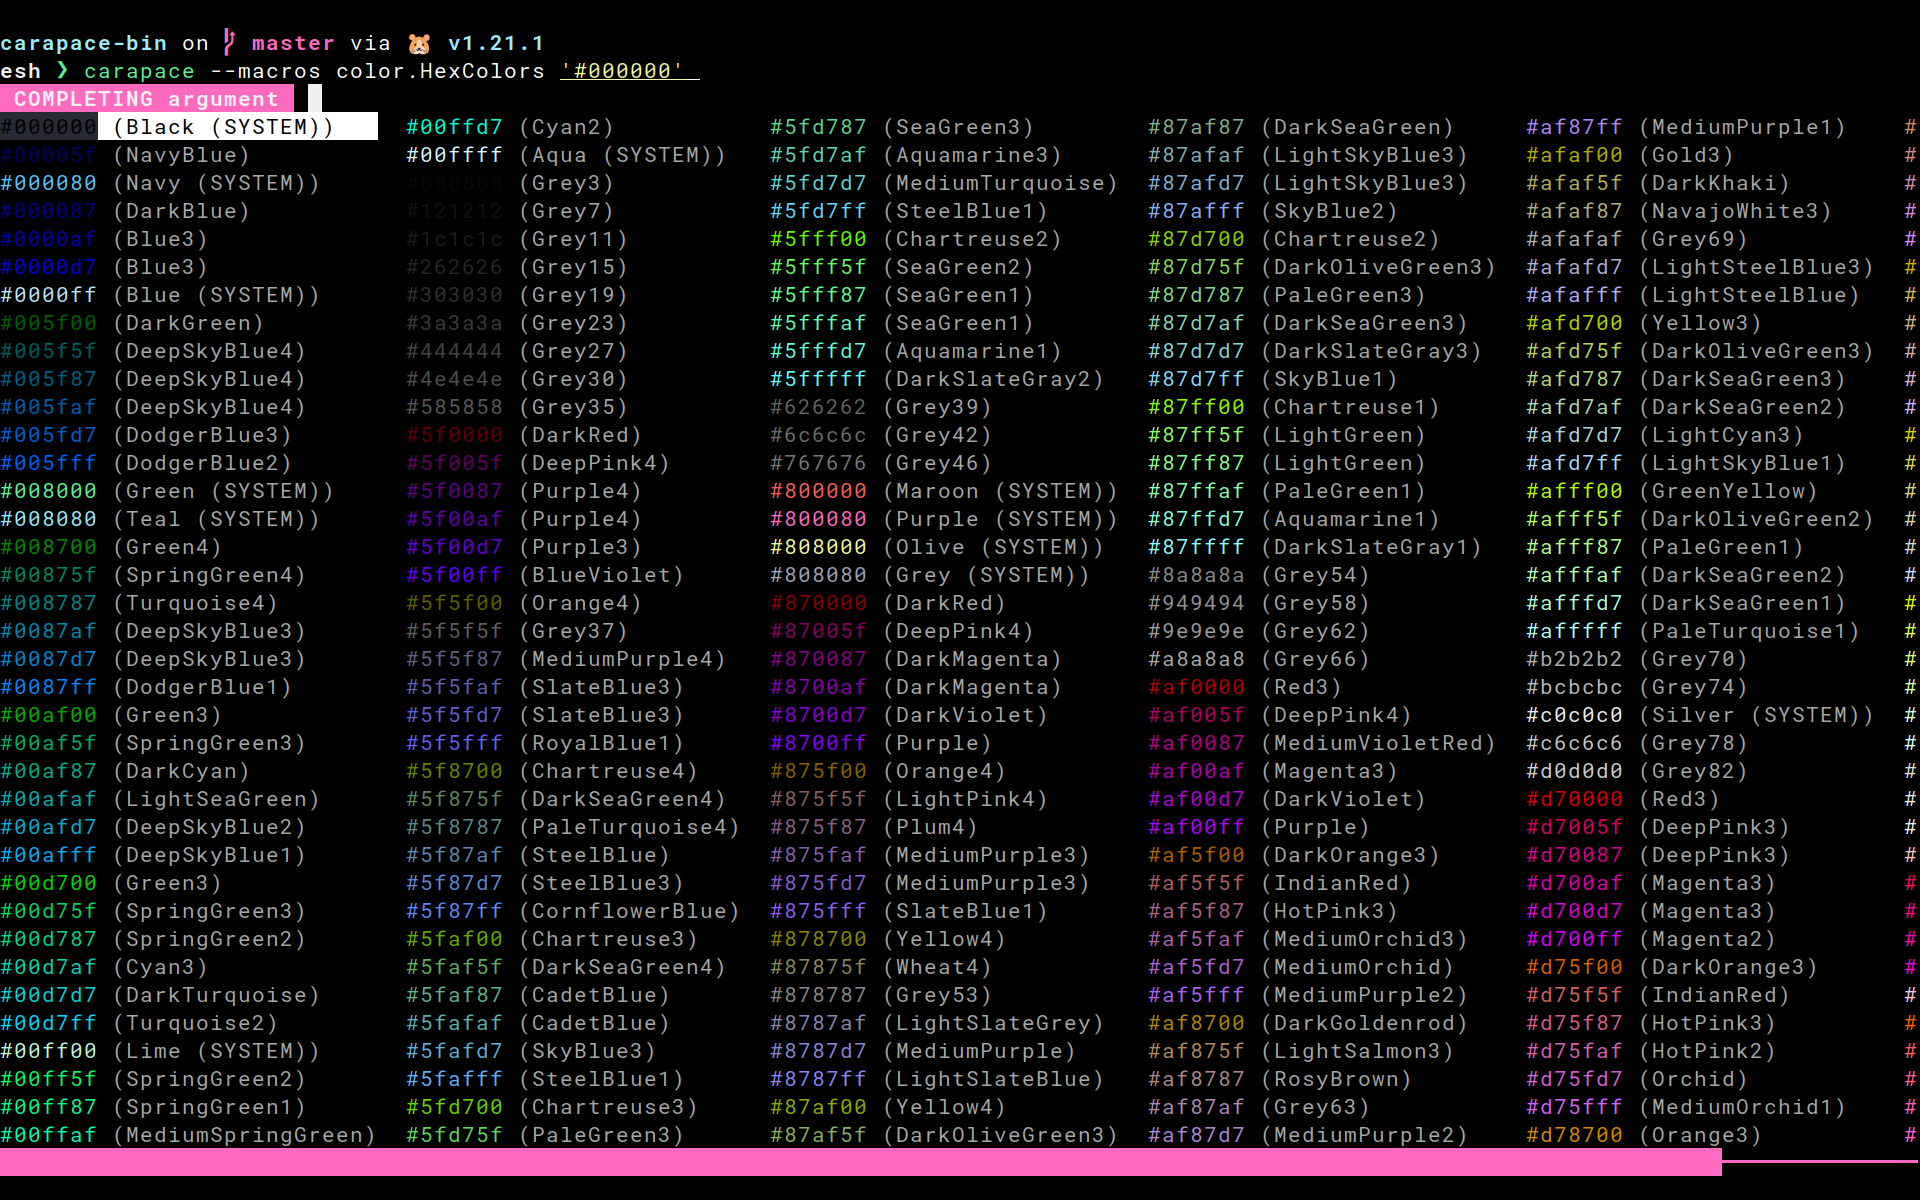 carapace-bin on master via 🐹 v1.21.1
esh ❯ carapace --macros color.HexColors '#000000'
COMPLETING argument
#000000 (Black (SYSTEM)) #00ffd7 (Cyan2) #5fd787 (SeaGreen3) #87af87 (DarkSeaGreen) #af87ff (MediumPurple1) #
#00005f (NavyBlue) #00ffff (Aqua (SYSTEM)) #5fd7af (Aquamarine3) #87afaf (LightSkyBlue3) #afaf00 (Gold3) #
#000080 (Navy (SYSTEM)) #080808 (Grey3) #5fd7d7 (MediumTurquoise) #87afd7 (LightSkyBlue3) #afaf5f (DarkKhaki) #
#000087 (DarkBlue) #121212 (Grey7) #5fd7ff (SteelBlue1) #87afff (SkyBlue2) #afaf87 (NavajoWhite3) #
#0000af (Blue3) #1c1c1c (Grey11) #5fff00 (Chartreuse2) #87d700 (Chartreuse2) #afafaf (Grey69) #
#0000d7 (Blue3) #262626 (Grey15) #5fff5f (SeaGreen2) #87d75f (DarkOliveGreen3) #afafd7 (LightSteelBlue3) #
#0000ff (Blue (SYSTEM)) #303030 (Grey19) #5fff87 (SeaGreen1) #87d787 (PaleGreen3) #afafff (LightSteelBlue) #
#005f00 (DarkGreen) #3a3a3a (Grey23) #5fffaf (SeaGreen1) #87d7af (DarkSeaGreen3) #afd700 (Yellow3) #
#005f5f (DeepSkyBlue4) #444444 (Grey27) #5fffd7 (Aquamarine1) #87d7d7 (DarkSlateGray3) #afd75f (DarkOliveGreen3) #
#005f87 (DeepSkyBlue4) #4e4e4e (Grey30) #5fffff (DarkSlateGray2) #87d7ff (SkyBlue1) #afd787 (DarkSeaGreen3) #
#005faf (DeepSkyBlue4) #585858 (Grey35) #626262 (Grey39) #87ff00 (Chartreuse1) #afd7af (DarkSeaGreen2) #
#005fd7 (DodgerBlue3) #5f0000 (DarkRed) #6c6c6c (Grey42) #87ff5f (LightGreen) #afd7d7 (LightCyan3) #
#005fff (DodgerBlue2) #5f005f (DeepPink4) #767676 (Grey46) #87ff87 (LightGreen) #afd7ff (LightSkyBlue1) #
#008000 (Green (SYSTEM)) #5f0087 (Purple4) #800000 (Maroon (SYSTEM)) #87ffaf (PaleGreen1) #afff00 (GreenYellow) #
#008080 (Teal (SYSTEM)) #5f00af (Purple4) #800080 (Purple (SYSTEM)) #87ffd7 (Aquamarine1) #afff5f (DarkOliveGreen2) #
#008700 (Green4) #5f00d7 (Purple3) #808000 (Olive (SYSTEM)) #87ffff (DarkSlateGray1) #afff87 (PaleGreen1) #
#00875f (SpringGreen4) #5f00ff (BlueViolet) #808080 (Grey (SYSTEM)) #8a8a8a (Grey54) #afffaf (DarkSeaGreen2) #
#008787 (Turquoise4) #5f5f00 (Orange4) #870000 (DarkRed) #949494 (Grey58) #afffd7 (DarkSeaGreen1) #
#0087af (DeepSkyBlue3) #5f5f5f (Grey37) #87005f (DeepPink4) #9e9e9e (Grey62) #afffff (PaleTurquoise1) #
#0087d7 (DeepSkyBlue3) #5f5f87 (MediumPurple4) #870087 (DarkMagenta) #a8a8a8 (Grey66) #b2b2b2 (Grey70) #
#0087ff (DodgerBlue1) #5f5faf (SlateBlue3) #8700af (DarkMagenta) #af0000 (Red3) #bcbcbc (Grey74) #
#00af00 (Green3) #5f5fd7 (SlateBlue3) #8700d7 (DarkViolet) #af005f (DeepPink4) #c0c0c0 (Silver (SYSTEM)) #
#00af5f (SpringGreen3) #5f5fff (RoyalBlue1) #8700ff (Purple) #af0087 (MediumVioletRed) #c6c6c6 (Grey78) #
#00af87 (DarkCyan) #5f8700 (Chartreuse4) #875f00 (Orange4) #af00af (Magenta3) #d0d0d0 (Grey82) #
#00afaf (LightSeaGreen) #5f875f (DarkSeaGreen4) #875f5f (LightPink4) #af00d7 (DarkViolet) #d70000 (Red3) #
#00afd7 (DeepSkyBlue2) #5f8787 (PaleTurquoise4) #875f87 (Plum4) #af00ff (Purple) #d7005f (DeepPink3) #
#00afff (DeepSkyBlue1) #5f87af (SteelBlue) #875faf (MediumPurple3) #af5f00 (DarkOrange3) #d70087 (DeepPink3) #
#00d700 (Green3) #5f87d7 (SteelBlue3) #875fd7 (MediumPurple3) #af5f5f (IndianRed) #d700af (Magenta3) #
#00d75f (SpringGreen3) #5f87ff (CornflowerBlue) #875fff (SlateBlue1) #af5f87 (HotPink3) #d700d7 (Magenta3) #
#00d787 (SpringGreen2) #5faf00 (Chartreuse3) #878700 (Yellow4) #af5faf (MediumOrchid3) #d700ff (Magenta2) #
#00d7af (Cyan3) #5faf5f (DarkSeaGreen4) #87875f (Wheat4) #af5fd7 (MediumOrchid) #d75f00 (DarkOrange3) #
#00d7d7 (DarkTurquoise) #5faf87 (CadetBlue) #878787 (Grey53) #af5fff (MediumPurple2) #d75f5f (IndianRed) #
#00d7ff (Turquoise2) #5fafaf (CadetBlue) #8787af (LightSlateGrey) #af8700 (DarkGoldenrod) #d75f87 (HotPink3) #
#00ff00 (Lime (SYSTEM)) #5fafd7 (SkyBlue3) #8787d7 (MediumPurple) #af875f (LightSalmon3) #d75faf (HotPink2) #
#00ff5f (SpringGreen2) #5fafff (SteelBlue1) #8787ff (LightSlateBlue) #af8787 (RosyBrown) #d75fd7 (Orchid) #
#00ff87 (SpringGreen1) #5fd700 (Chartreuse3) #87af00 (Yellow4) #af87af (Grey63) #d75fff (MediumOrchid1) #
#00ffaf (MediumSpringGreen) #5fd75f (PaleGreen3) #87af5f (DarkOliveGreen3) #af87d7 (MediumPurple2) #d78700 (Orange3) #